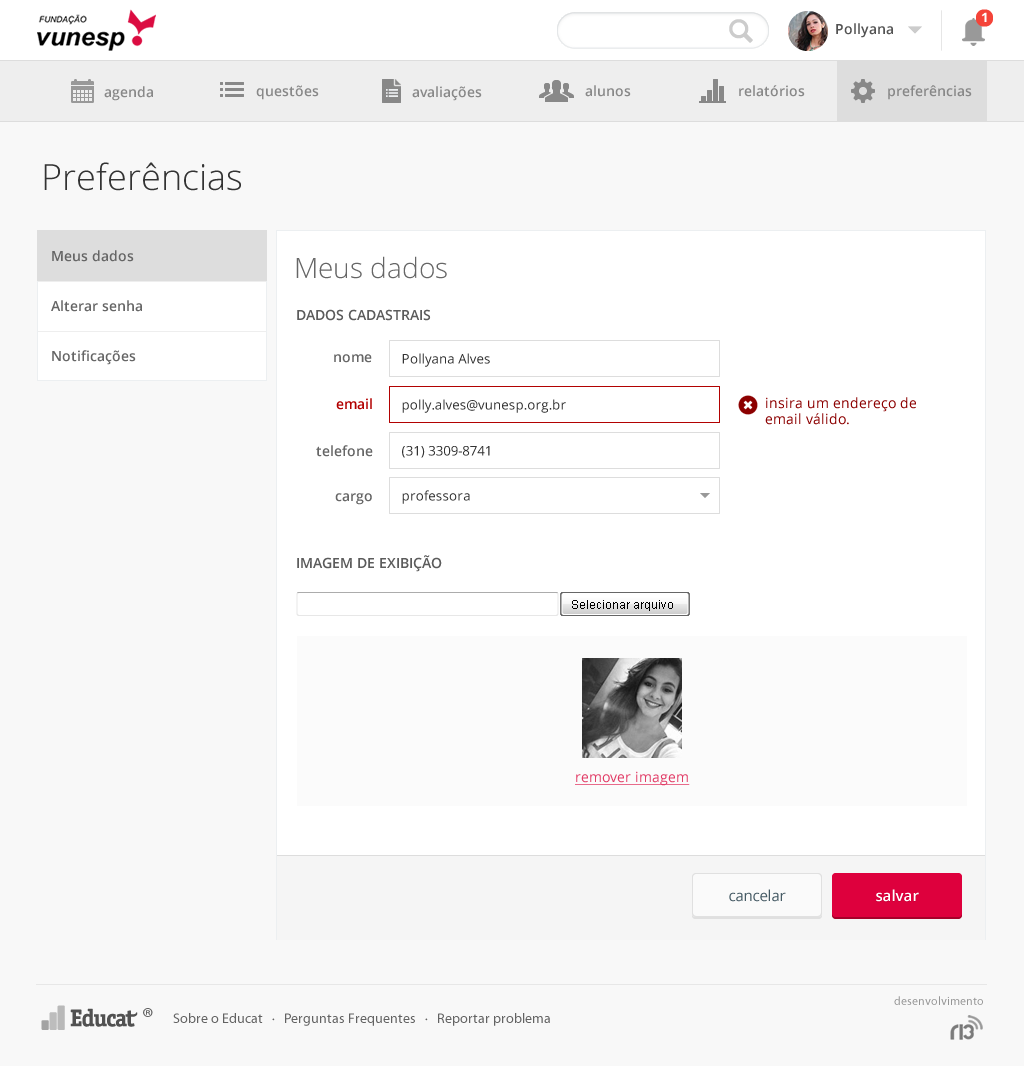 FUNDAÇÃO
vunesp
Pollyana
1
agenda
questões
avaliações
alunos
relatórios
preferências
Preferências
Meus dados
Alterar senha
Notificações
Meus dados
DADOS CADASTRAIS
nome
Pollyana Alves
email
polly.alves@vunesp.org.br
insira um endereço de
email válido.
telefone
(31) 3309-8741
cargo
professora
IMAGEM DE EXIBIÇÃO
Selecionar arquivo
remover imagem
cancelar
salvar
Educat ®
Sobre o Educat · Perguntas Frequentes · Reportar problema
desenvolvimento